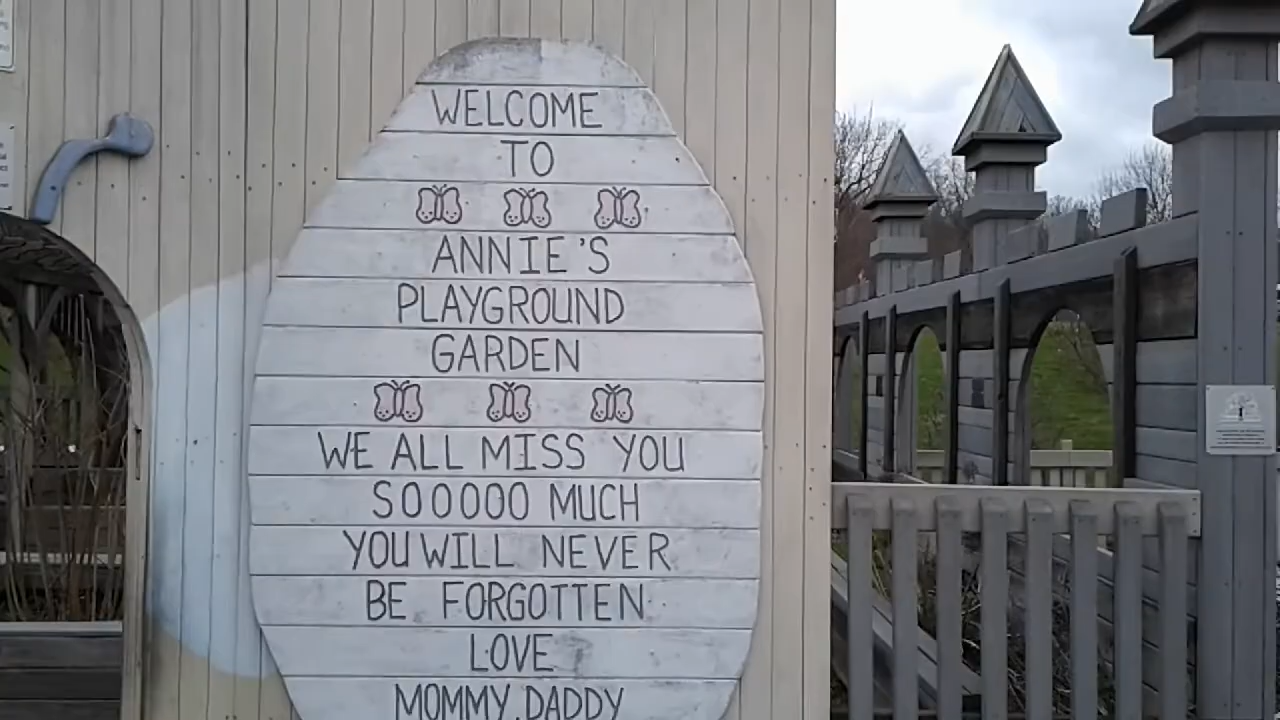 WELCOME
TO
ANNIE'S
PLAYGROUND
GARDEN
WE ALL MISS YOU
SOOOOO MUCH
YOU WILL NEVER
BE FORGOTTEN
LOVE
MOMMY, DADDY